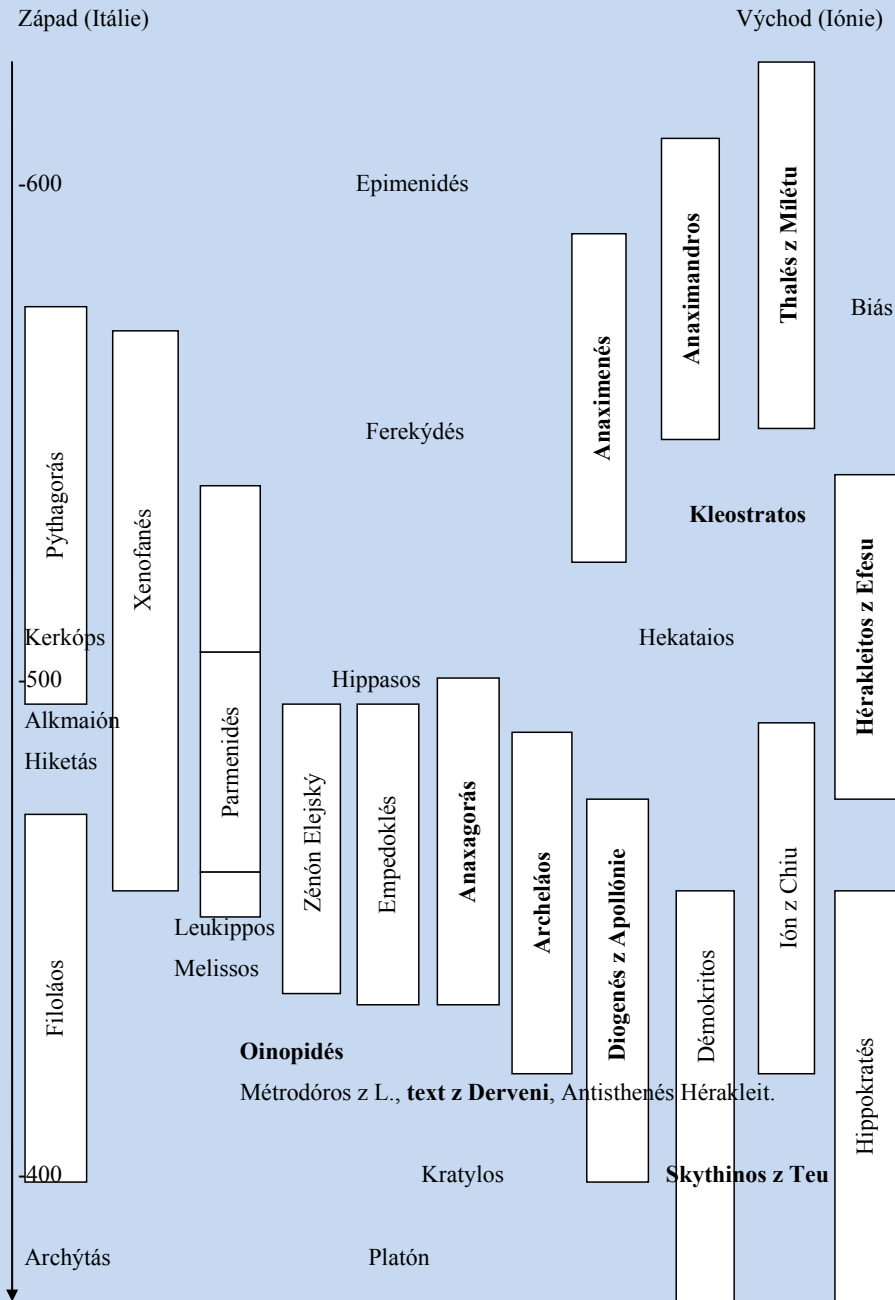 Západ (Itálie)
Východ (Iónie)
-600
Epimenidés
Thalés z Mílétu
Anaximandros
Anaximenés
Biás
Pýthagorás
Xenofanés
Ferekýdés
Kleostratos
Hérakleitos z Efesu
Kerkóps
Hekataios
-500
Hippasos
Alkmaión
Hiketás
Parmenidés
Zénón Elejský
Empedoklés
Anaxagorás
Archeláos
Diogenés z Apollónie
Démokritos
Ión z Chiu
Hippokratés
Filoláos
Leukippos
Melissos
Oinopidés
Métrodóros z L., text z Derveni, Antisthenés Hérakleit.
-400
Kratylos
Skythinos z Teu
Archýtás
Platón